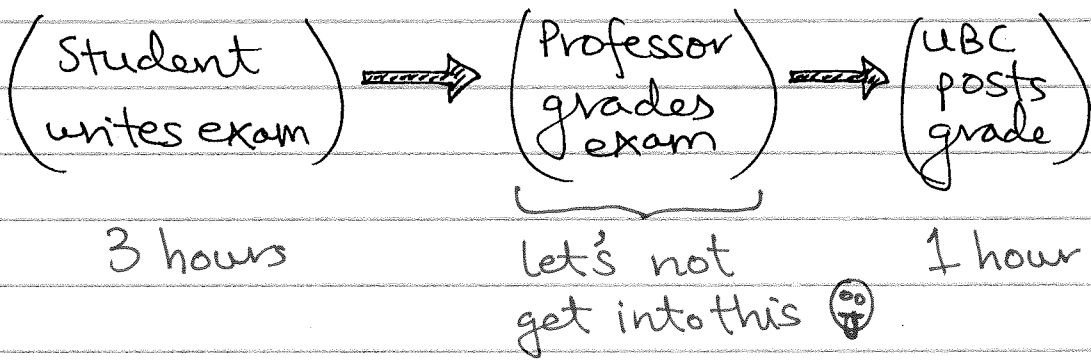 Student
writes exam
Professor
grades
exam
UBC
posts
grade
3 hours
let's not
get into this
1 hour